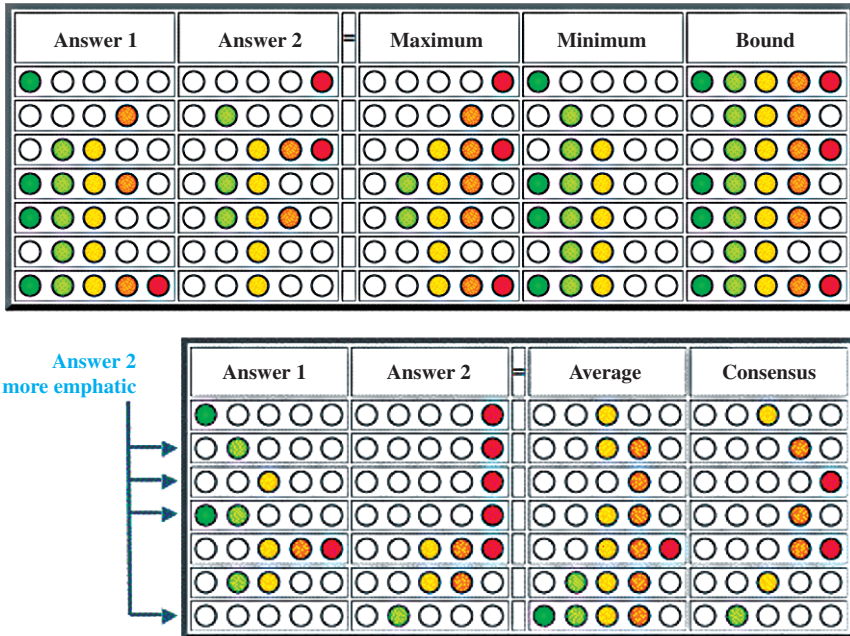 Answer 1 Answer 2 = Maximum Minimum Bound
Answer 2
more emphatic
Answer 1 Answer 2 = Average Consensus